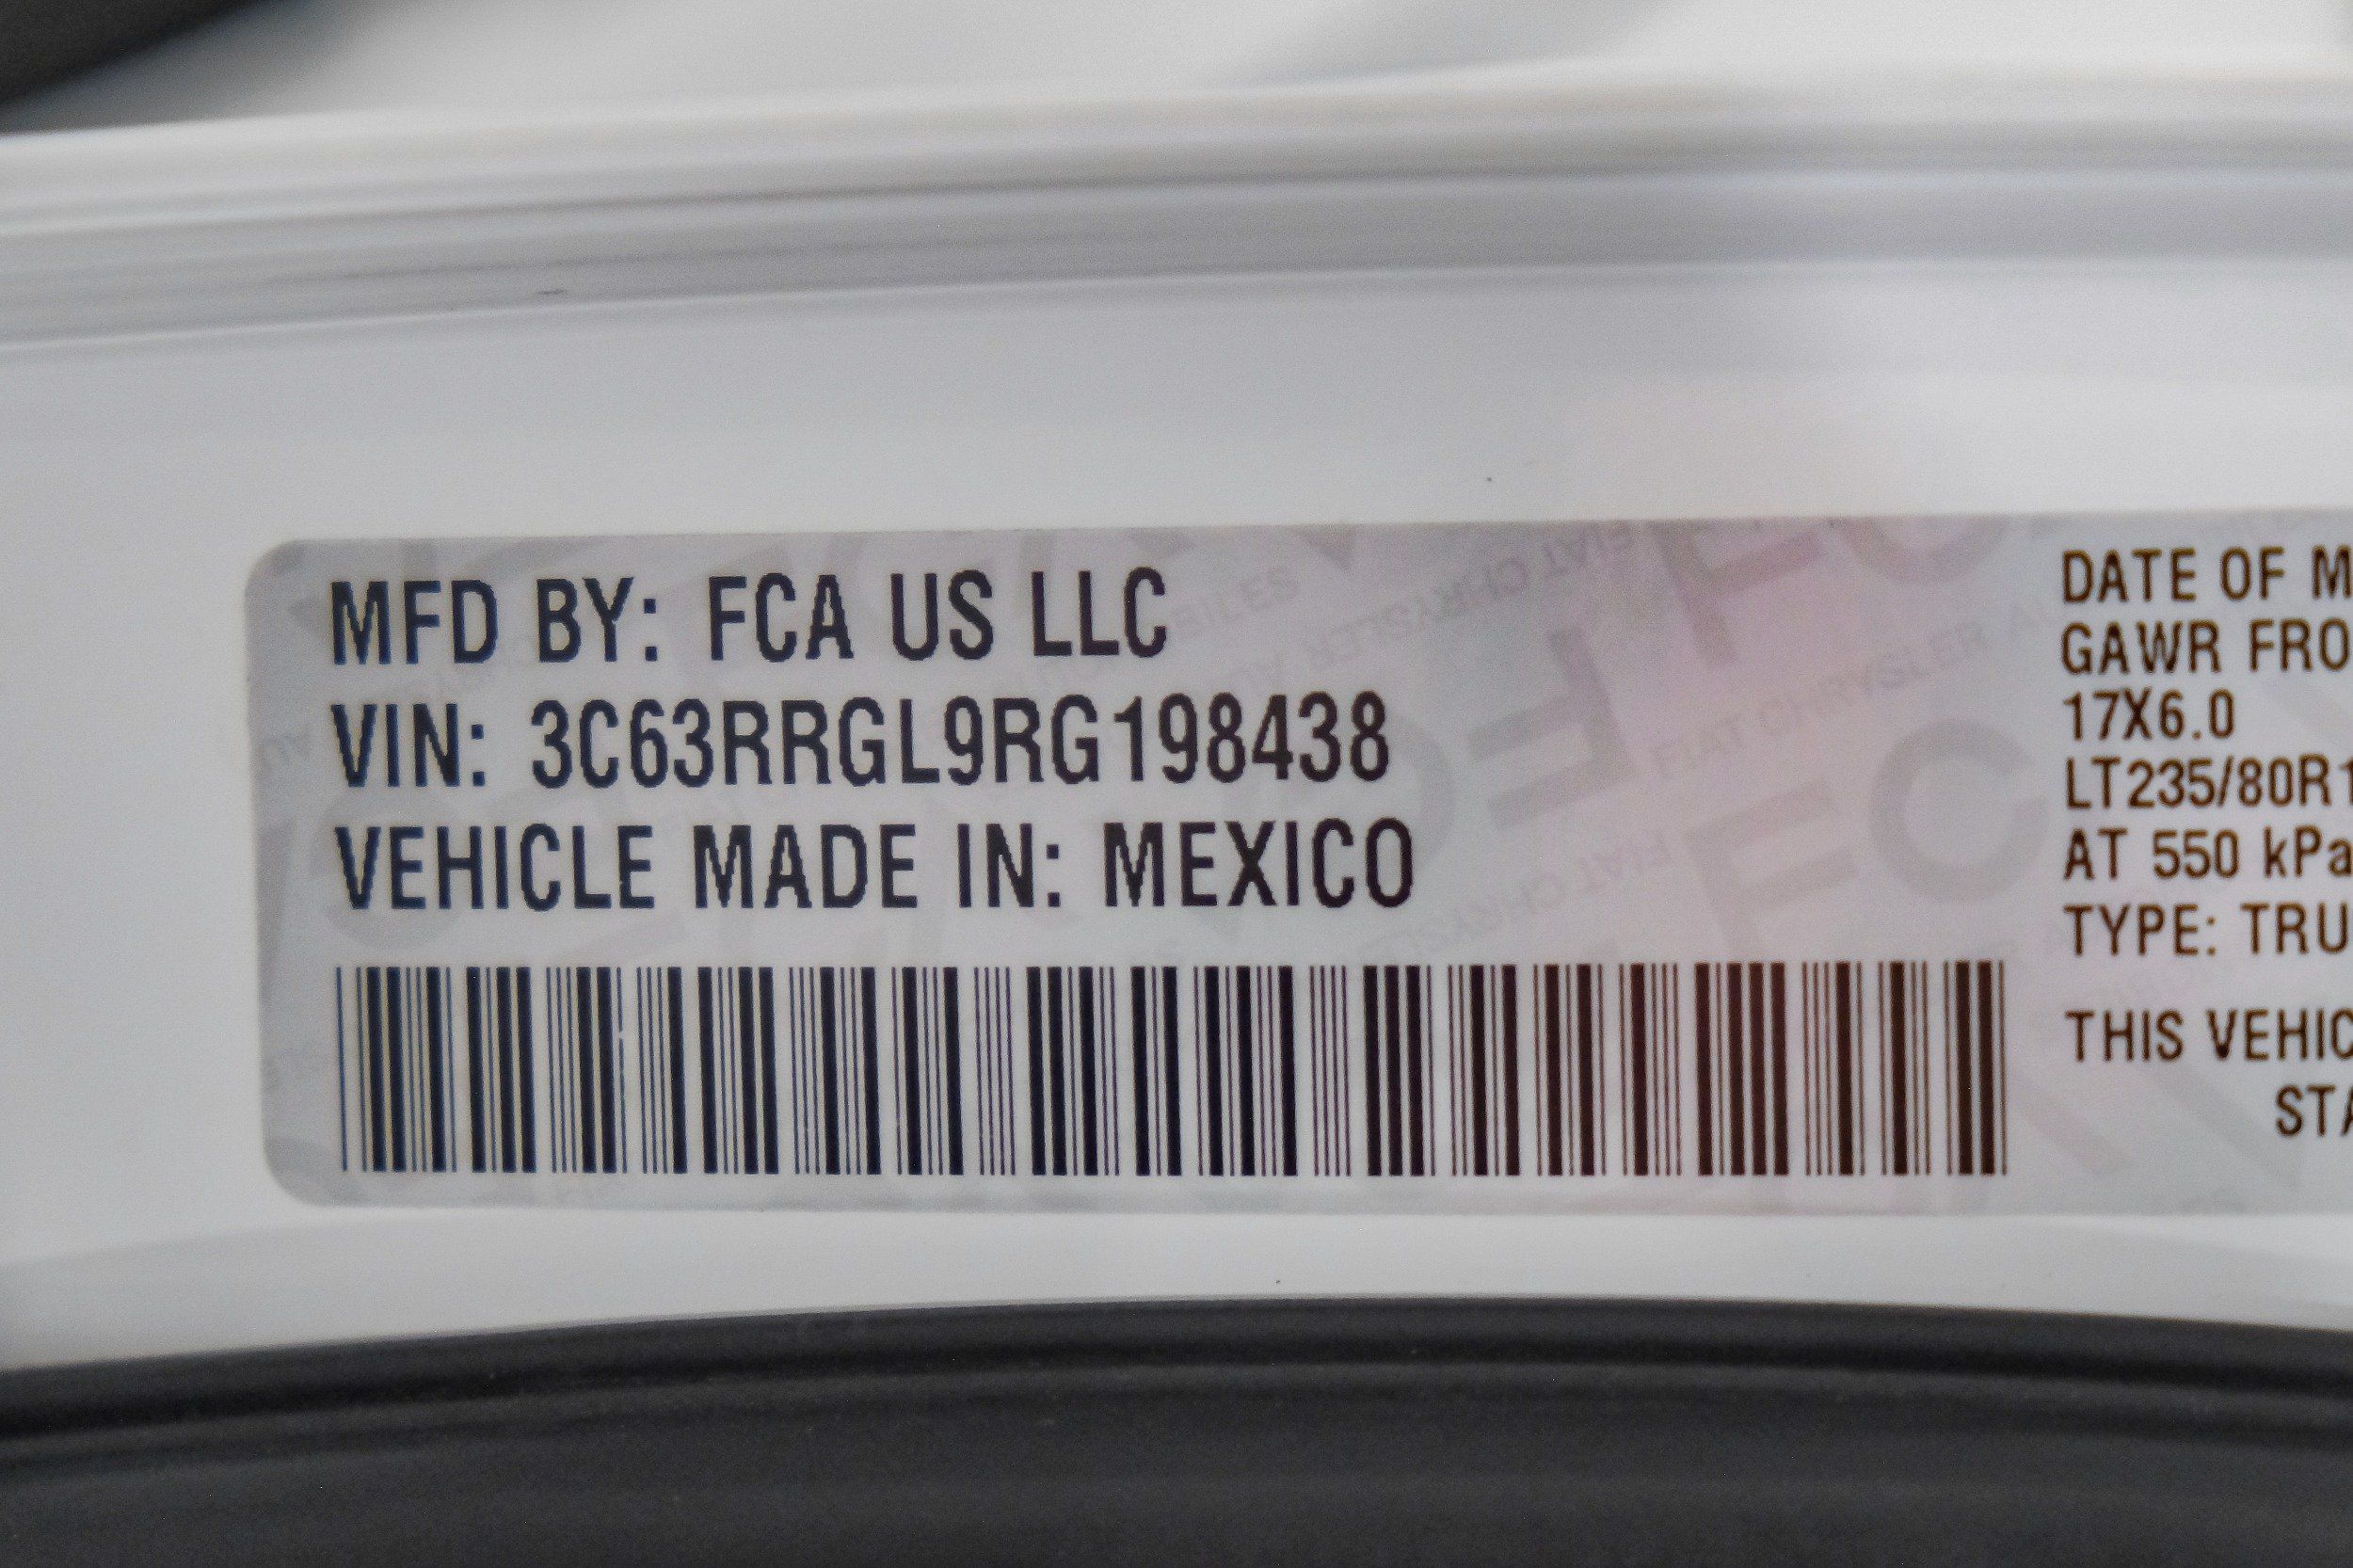 MFD BY: FCA US LLC
VIN: 3C63RRGL9RG198438
VEHICLE MADE IN: MEXICO
DATE OF M
GAWR FRO
17X6.0
LT235/80R1
AT 550 kPa
TYPE: TRU
THIS VEHIC
STA